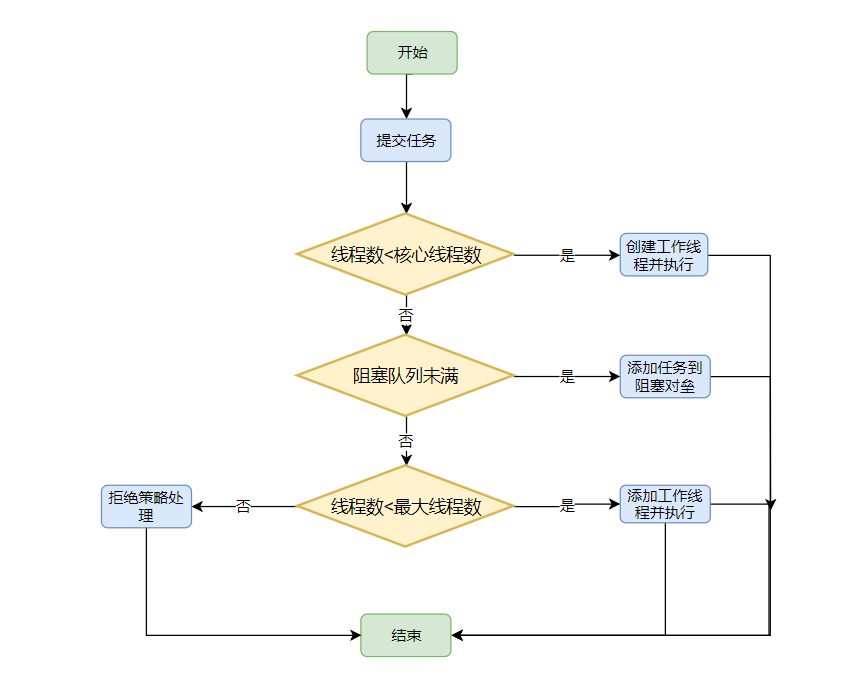 开始
提交任务
线程数<核心线程数
是
创建工作线
程并执行
否
阻塞队列未满
是
添加任务到
阻塞对垒
否
拒绝策略处
理
否
线程数<最大线程数
是
添加工作线
程并执行
结束